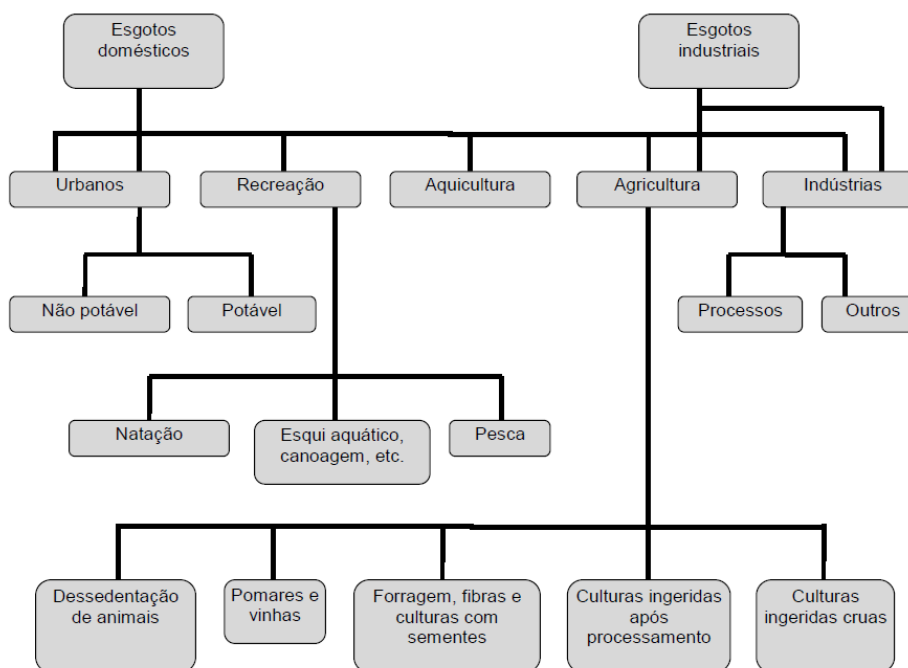 Esgotos
domésticos
Esgotos
industriais
Urbanos
Recreação
Aquicultura
Agricultura
Indústrias
Não potável
Potável
Processos
Outros
Natação
Esqui aquático,
canoagem, etc.
Pesca
Dessedentação
de animais
Pomares e
vinhas
Forragem, fibras e
culturas com
sementes
Culturas ingeridas
após
processamento
Culturas
ingeridas cruas